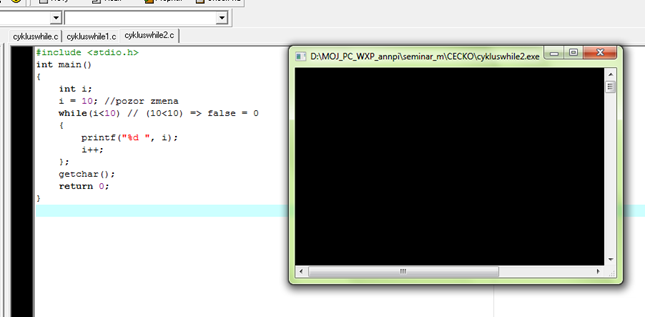 cykluswhile.c cykluswhile1.c cykluswhile2.c
#include <stdio.h>
int main()
{
int i;
i = 10; //pozor zmena
while(i<10) // (10<10) => false = 0
{
printf("%d ", i);
i++;
};
getchar();
return 0;
}
D:\MOJ_PC_WXP_annpi\seminar_m\CECKO\cykluswhile2.exe